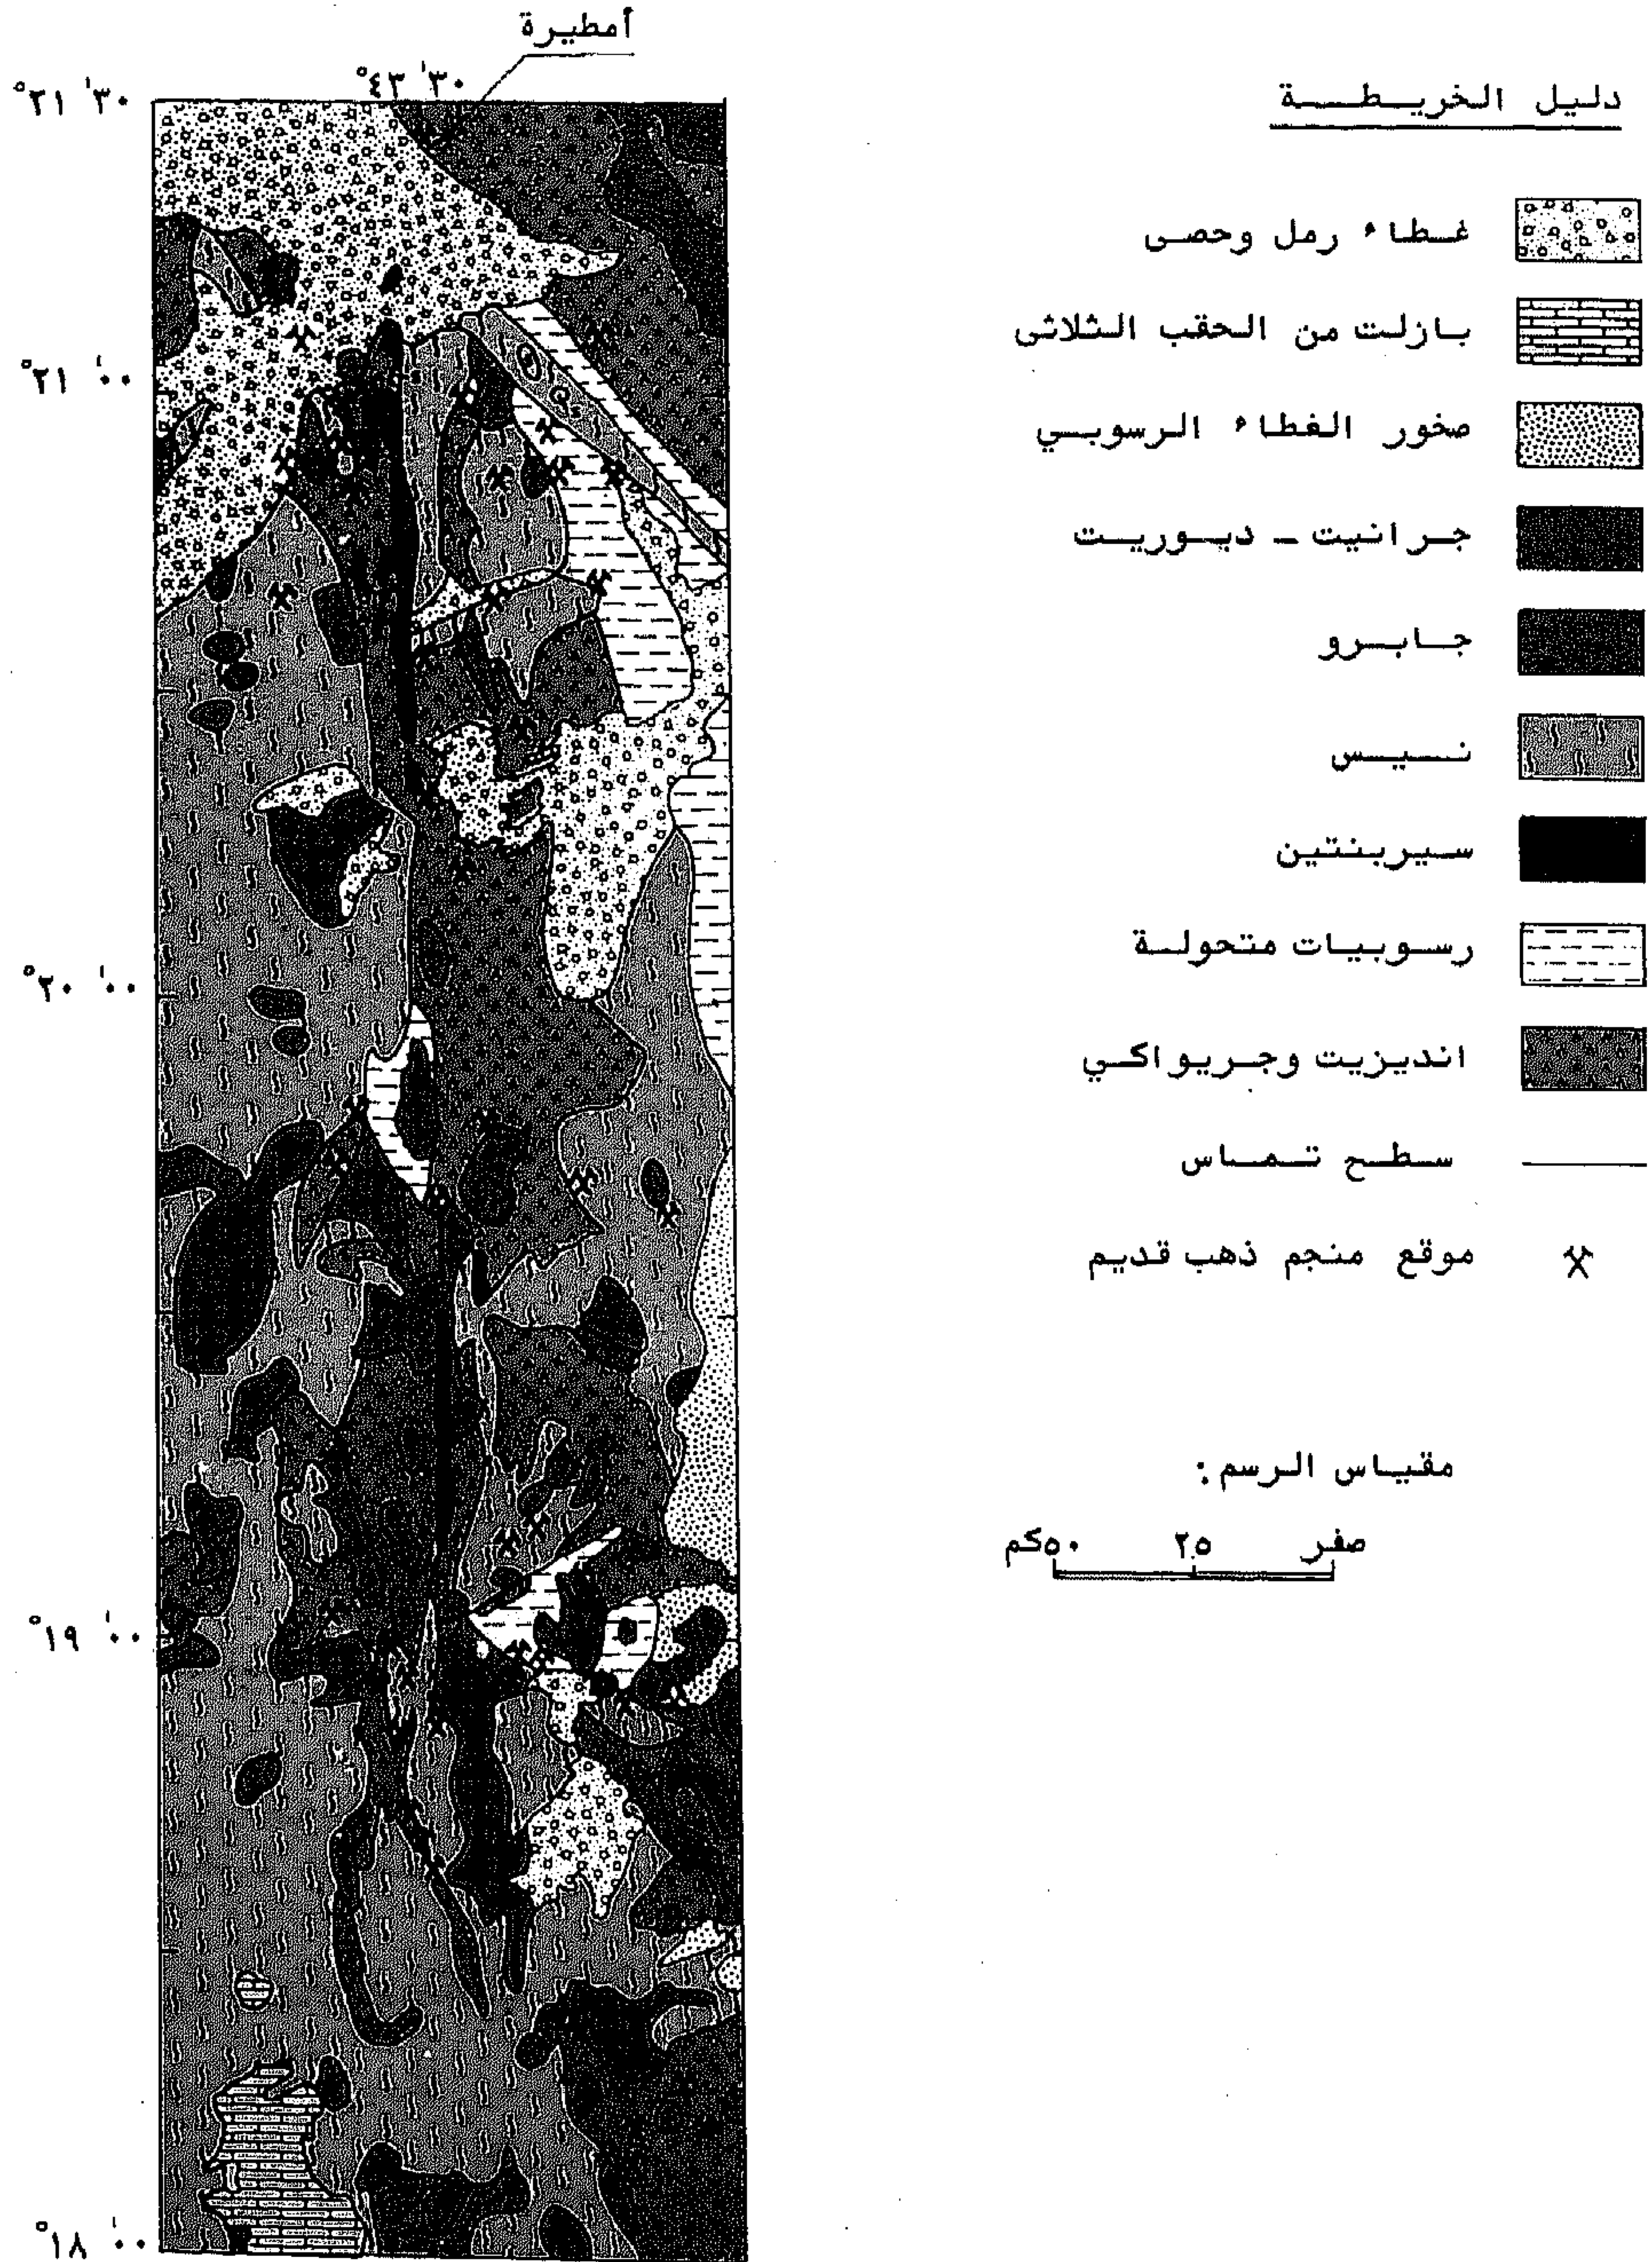 أمطيرة
°٤٣ '٣٠
°٢١ '٣٠
°٢١ '٠٠
°٢٠ '٠٠
°١٩ '٠٠
°١٨ '٠٠
دليل الخريطة
غطاء رمل وحصى
بازلت من الحقب الثلاثى
صخور الغطاء الرسوبي
جرانيت - ديوريت
جابرو
نيس
سيربنتين
رسوبيات متحولة
انديزيت وجريواكي
سطح تماس
موقع منجم ذهب قديم
مقياس الرسم:
صفر ٢٥ ٥٠كم